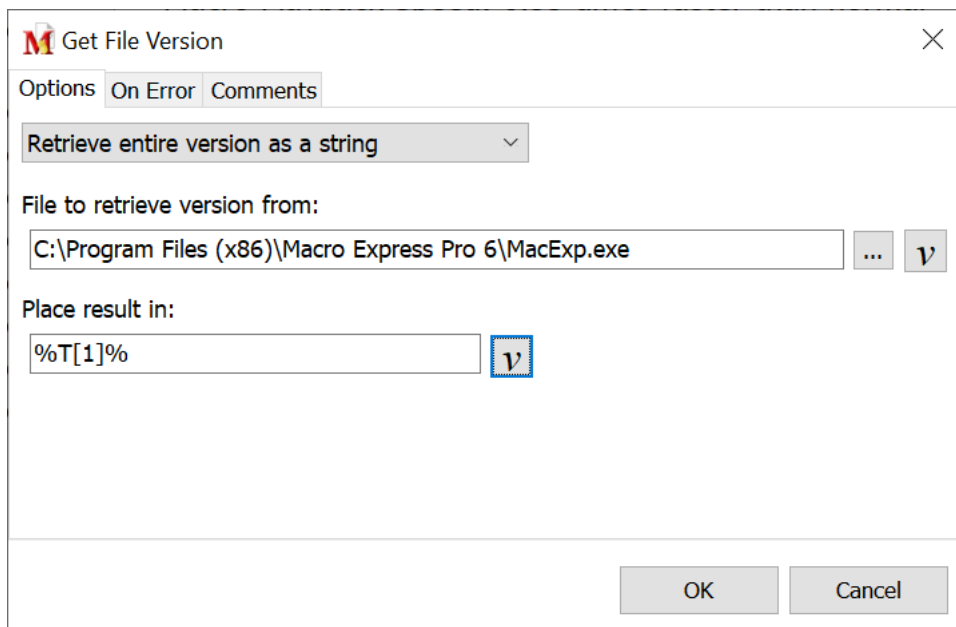 Get File Version
Options On Error Comments
Retrieve entire version as a string
File to retrieve version from:
C:\Program Files (x86)\Macro Express Pro 6\MacExp.exe ... v
Place result in:
%T[1]% v
OK Cancel